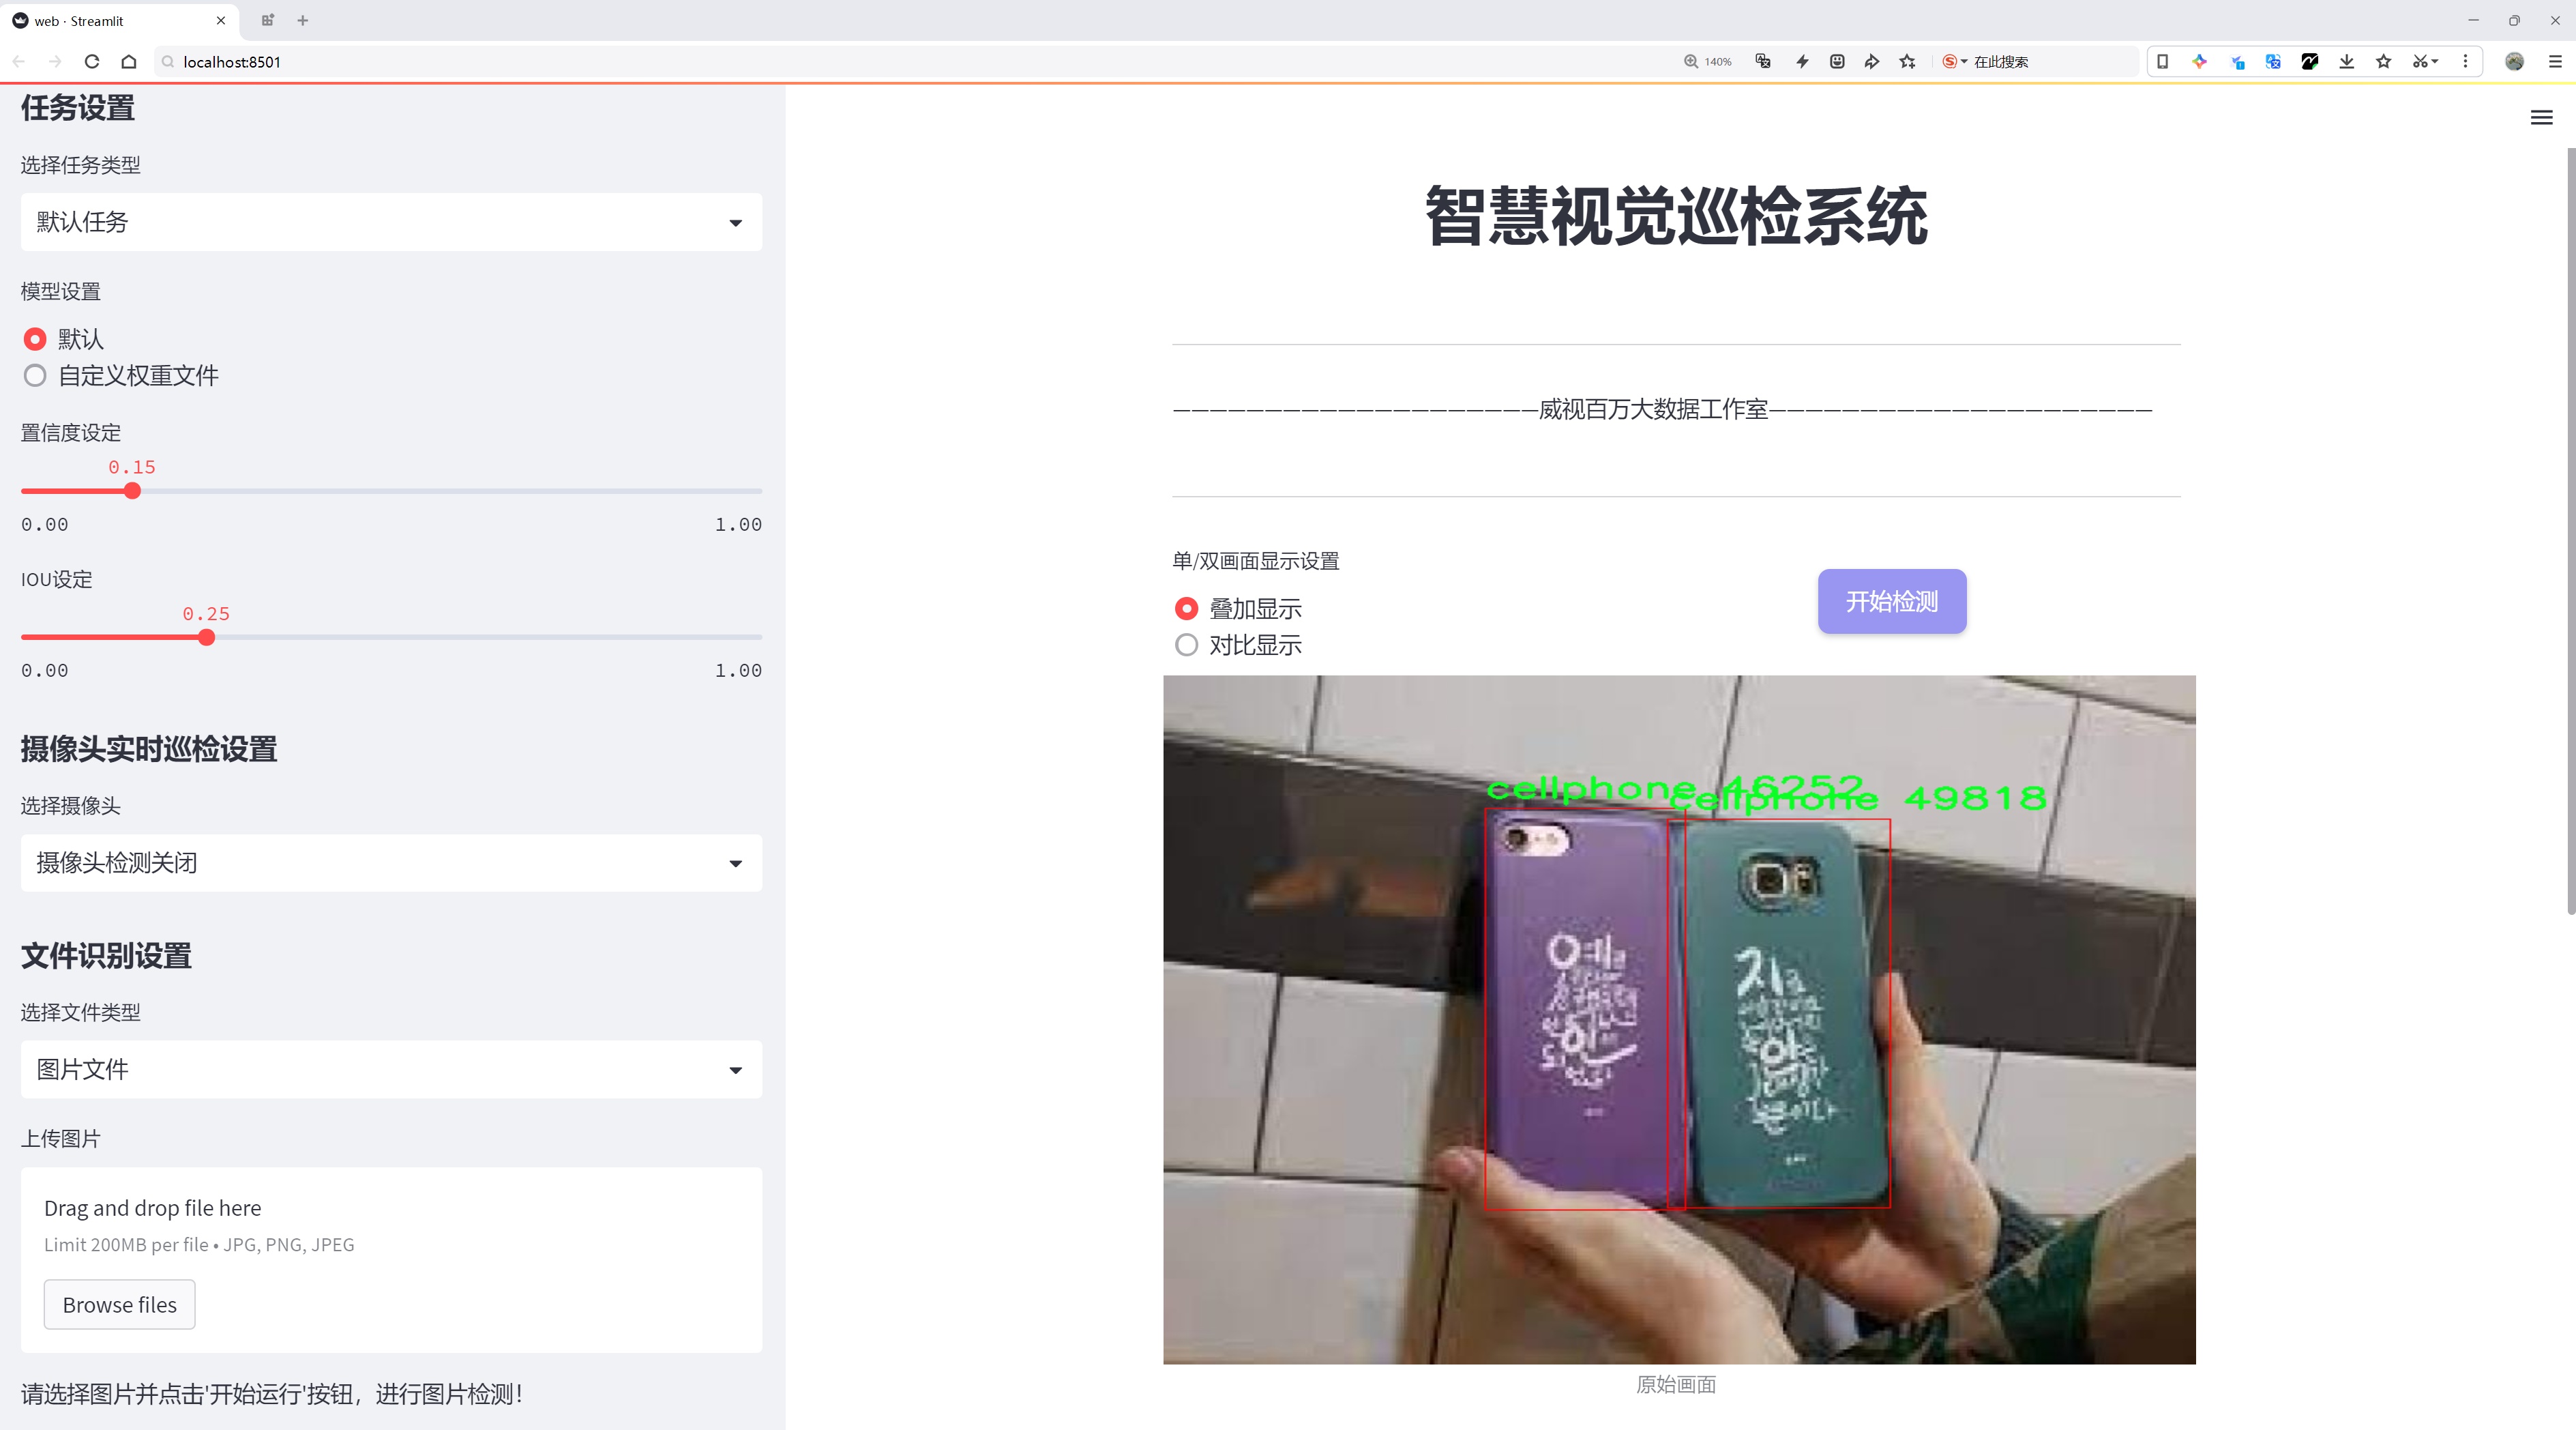 web · Streamlit
localhost:8501
140%
在此搜索
任务设置
选择任务类型
默认任务
模型设置
默认
自定义权重文件
置信度设定
0.15
0.00 1.00
IOU设定
0.25
0.00 1.00
摄像头实时巡检设置
选择摄像头
摄像头检测关闭
文件识别设置
选择文件类型
图片文件
上传图片
Drag and drop file here
Limit 200MB per file • JPG, PNG, JPEG
Browse files
请选择图片并点击'开始运行'按钮，进行图片检测！
智慧视觉巡检系统
————————————————————威视百万大数据工作室—————————————————————
单/双画面显示设置
叠加显示
对比显示
开始检测
cellphone 46252
cellphone 49818
原始画面